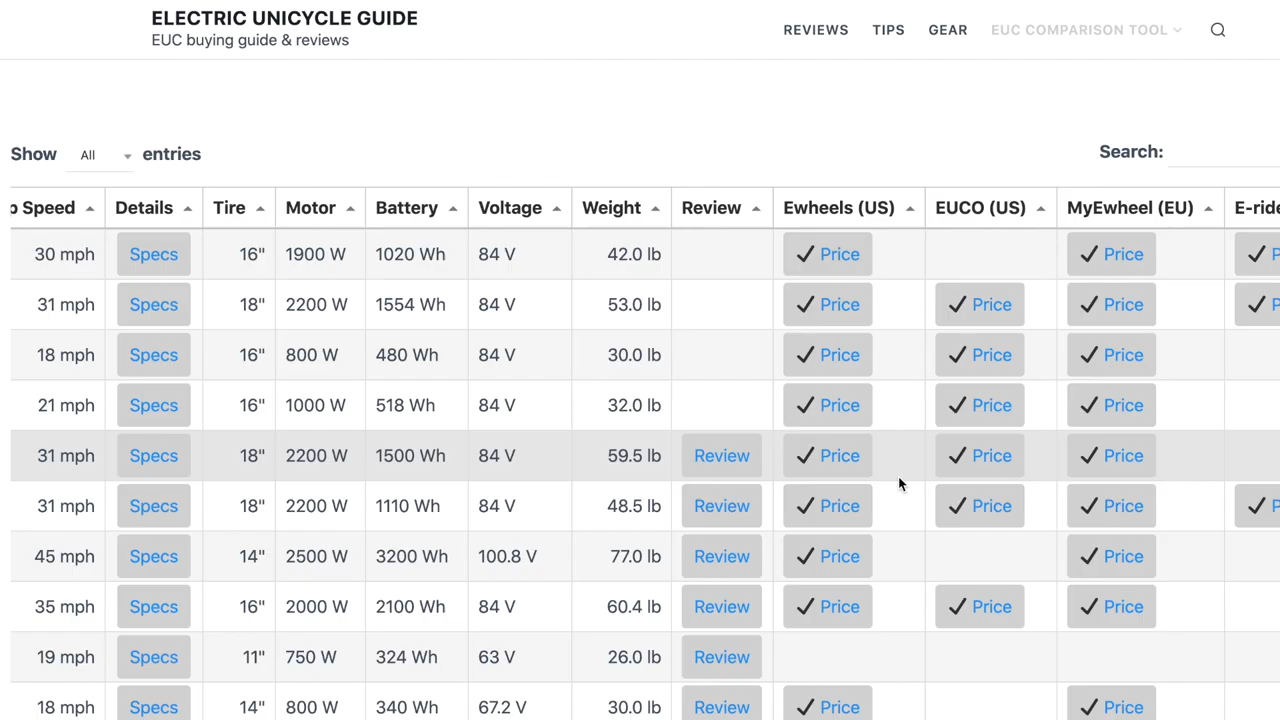 ELECTRIC UNICYCLE GUIDE
EUC buying guide & reviews
REVIEWS TIPS GEAR EUC COMPARISON TOOL
Show All entries
Search:
p Speed Details Tire Motor Battery Voltage Weight Review Ewheels (US) EUCO (US) MyEwheel (EU) E-ride
30 mph Specs 16" 1900 W 1020 Wh 84 V 42.0 lb ✓ Price ✓ Price ✓ P
31 mph Specs 18" 2200 W 1554 Wh 84 V 53.0 lb ✓ Price ✓ Price ✓ Price ✓ P
18 mph Specs 16" 800 W 480 Wh 84 V 30.0 lb ✓ Price ✓ Price ✓ Price
21 mph Specs 16" 1000 W 518 Wh 84 V 32.0 lb ✓ Price ✓ Price ✓ Price
31 mph Specs 18" 2200 W 1500 Wh 84 V 59.5 lb Review ✓ Price ✓ Price ✓ Price
31 mph Specs 18" 2200 W 1110 Wh 84 V 48.5 lb Review ✓ Price ✓ Price ✓ Price ✓ P
45 mph Specs 14" 2500 W 3200 Wh 100.8 V 77.0 lb Review ✓ Price ✓ Price
35 mph Specs 16" 2000 W 2100 Wh 84 V 60.4 lb Review ✓ Price ✓ Price ✓ Price
19 mph Specs 11" 750 W 324 Wh 63 V 26.0 lb Review
18 mph Specs 14" 800 W 340 Wh 67.2 V 30.0 lb Review ✓ Price ✓ Price